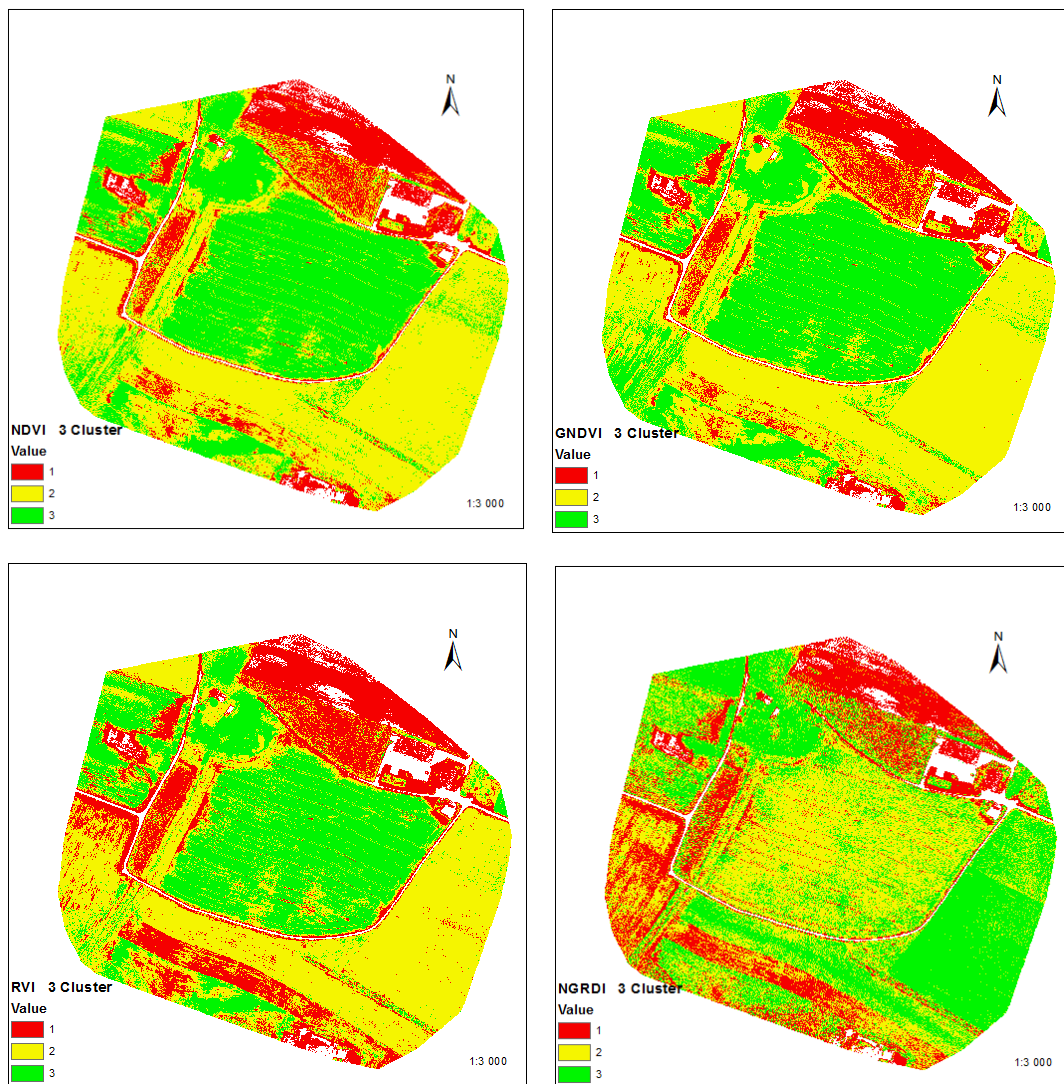 N
NDVI 3 Cluster
Value
1
2
3
1:3 000
N
GNDVI 3 Cluster
Value
1
2
3
1:3 000
N
RVI 3 Cluster
Value
1
2
3
1:3 000
N
NGRDI 3 Cluster
Value
1
2
3
1:3 000